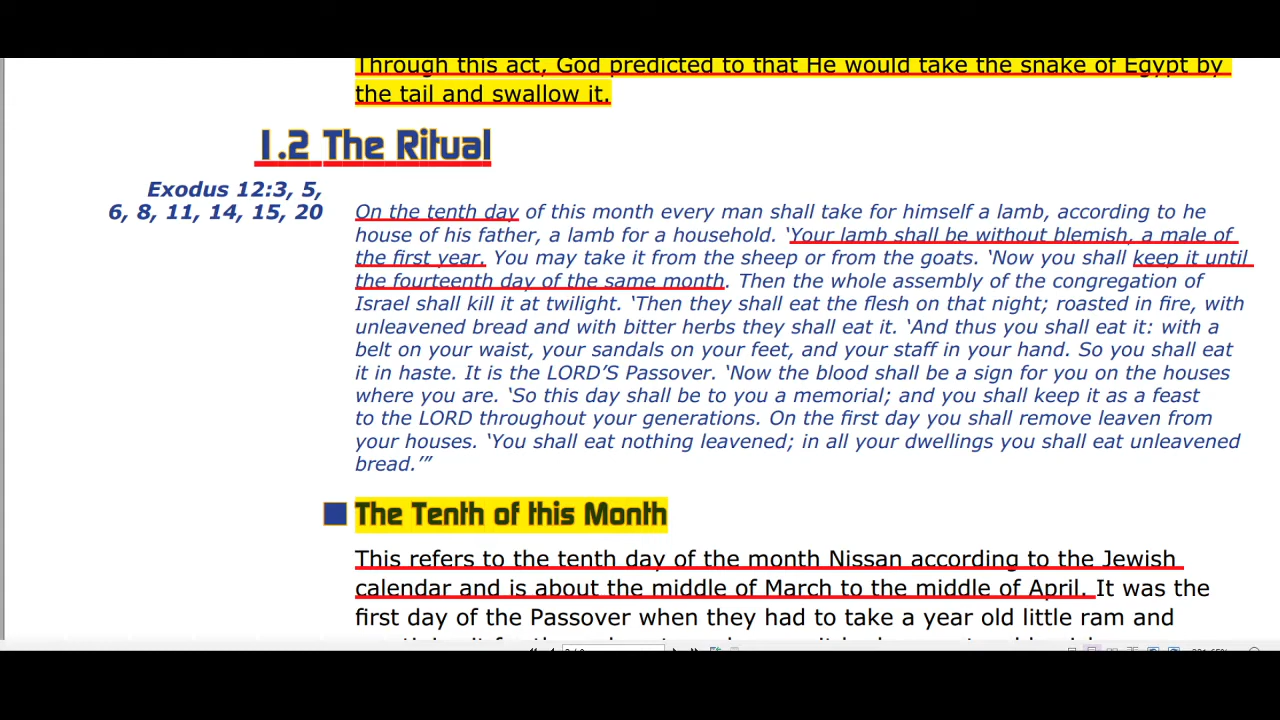 Through this act, God predicted to that He would take the snake of Egypt by
the tail and swallow it.
1.2 The Ritual
Exodus 12:3, 5,
6, 8, 11, 14, 15, 20
On the tenth day of this month every man shall take for himself a lamb, according to he
house of his father, a lamb for a household. ‘Your lamb shall be without blemish, a male of
the first year. You may take it from the sheep or from the goats. ‘Now you shall keep it until
the fourteenth day of the same month. Then the whole assembly of the congregation of
Israel shall kill it at twilight. ‘Then they shall eat the flesh on that night; roasted in fire, with
unleavened bread and with bitter herbs they shall eat it. ‘And thus you shall eat it: with a
belt on your waist, your sandals on your feet, and your staff in your hand. So you shall eat
it in haste. It is the LORD’S Passover. ‘Now the blood shall be a sign for you on the houses
where you are. ‘So this day shall be to you a memorial; and you shall keep it as a feast
to the LORD throughout your generations. On the first day you shall remove leaven from
your houses. ‘You shall eat nothing leavened; in all your dwellings you shall eat unleavened
bread.’”
The Tenth of this Month
This refers to the tenth day of the month Nissan according to the Jewish
calendar and is about the middle of March to the middle of April. It was the
first day of the Passover when they had to take a year old little ram and